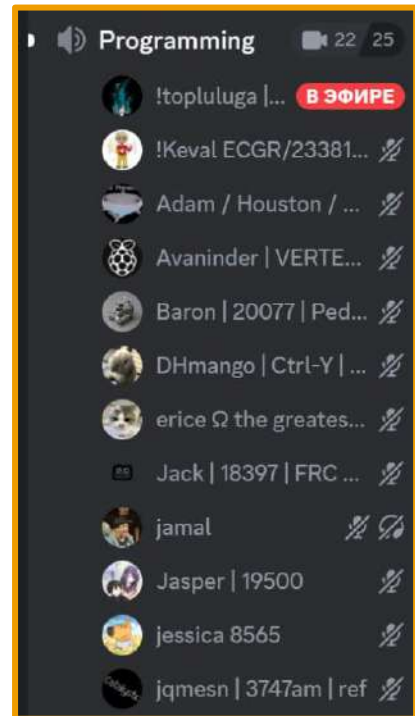 Programming 22 25
!topluluga |... В ЭФИРЕ
!Keval ECGR/23381...
Adam / Houston / ...
Avaninder | VERTE...
Baron | 20077 | Ped...
DHmango | Ctrl-Y | ...
erice Ω the greates...
Jack | 18397 | FRC ...
jamal
Jasper | 19500
jessica 8565
jqmesn | 3747am | ref